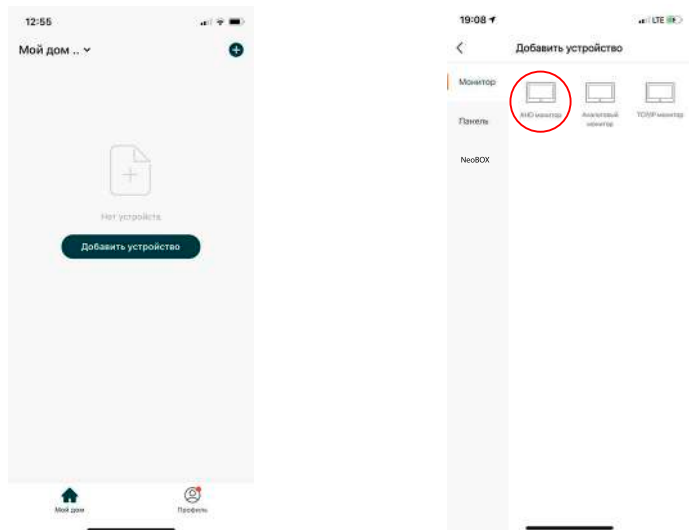 12:55
Мой дом ..
Нет устройств
Добавить устройство
Мой дом
Профиль
19:08
LTE
Добавить устройство
Монитор
Панель
NeoBOX
AHD монитор
Аналоговый
монитор
TCP/IP монитор